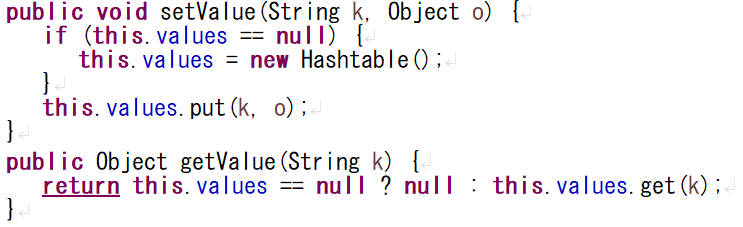 public void setValue(String k, Object o) {
if (this.values == null) {
this.values = new Hashtable();
}
this.values.put(k, o);
}
public Object getValue(String k) {
return this.values == null ? null : this.values.get(k);
}